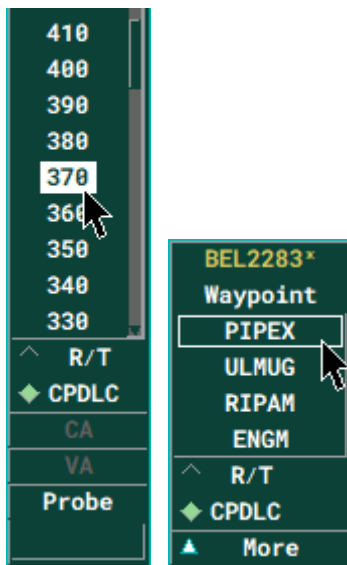 410
400
390
380
370
360
350
340
330
R/T
CPDLC
CA
VA
Probe
BEL2283×
Waypoint
PIPEX
ULMUG
RIPAM
ENGM
R/T
CPDLC
More